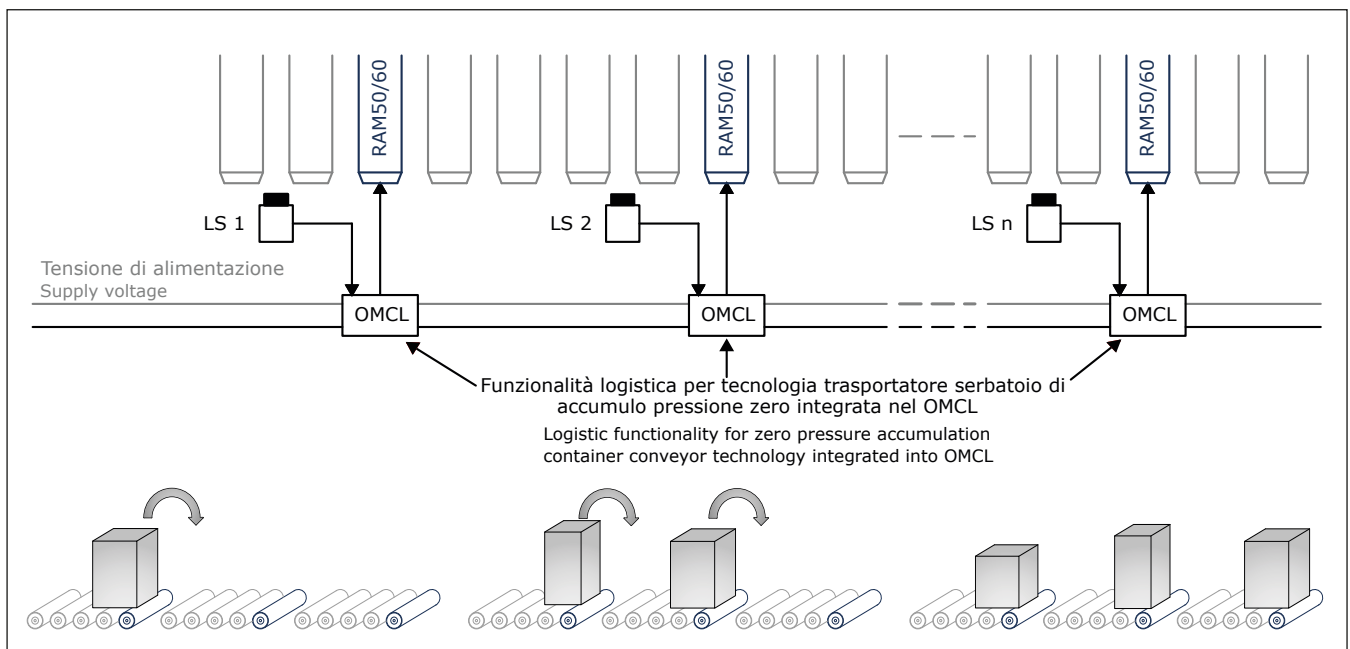 RAM50/60
RAM50/60
RAM50/60
LS 1
LS 2
LS n
Tensione di alimentazione
Supply voltage
OMCL
OMCL
OMCL
Funzionalità logistica per tecnologia trasportatore serbatoio di
accumulo pressione zero integrata nel OMCL
Logistic functionality for zero pressure accumulation
container conveyor technology integrated into OMCL